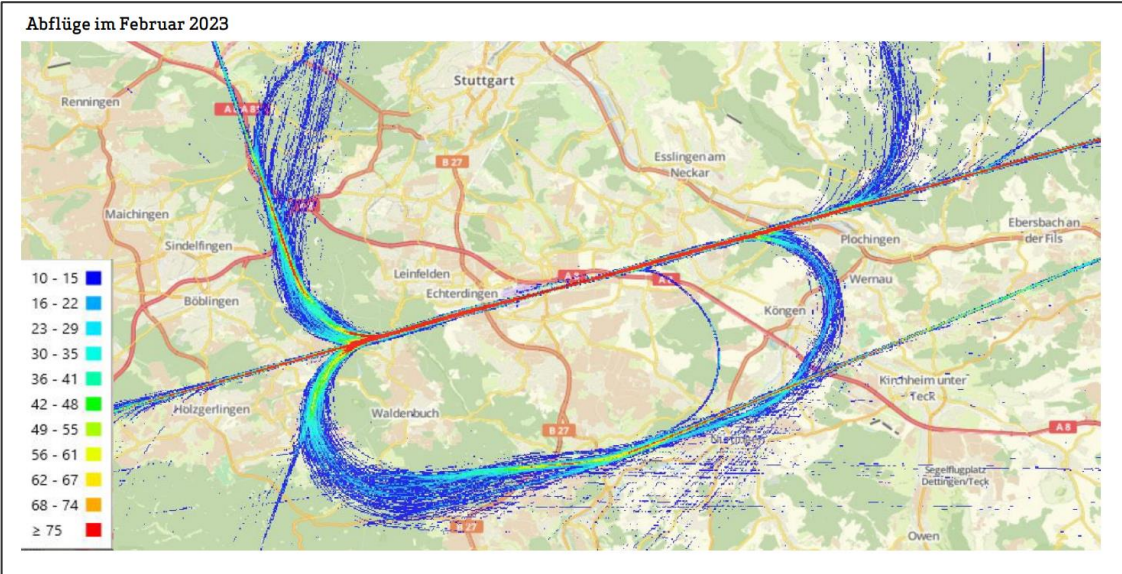 Abflüge im Februar 2023
Stuttgart
Renningen
B 27
Esslingen am
Neckar
Maichingen
Sindelfingen
Ebersbach an
der Fils
Plochingen
Leinfelden
Echterdingen
Wernau
Böblingen
Köngen
10 - 15
16 - 22
23 - 29
30 - 35
36 - 41
42 - 48
49 - 55
56 - 61
62 - 67
68 - 74
≥ 75
Holzgerlingen
Waldenbuch
Kirchheim unter
Teck
B 27
A 8
Segelflugplatz
Dettingen/Teck
B 27
Owen